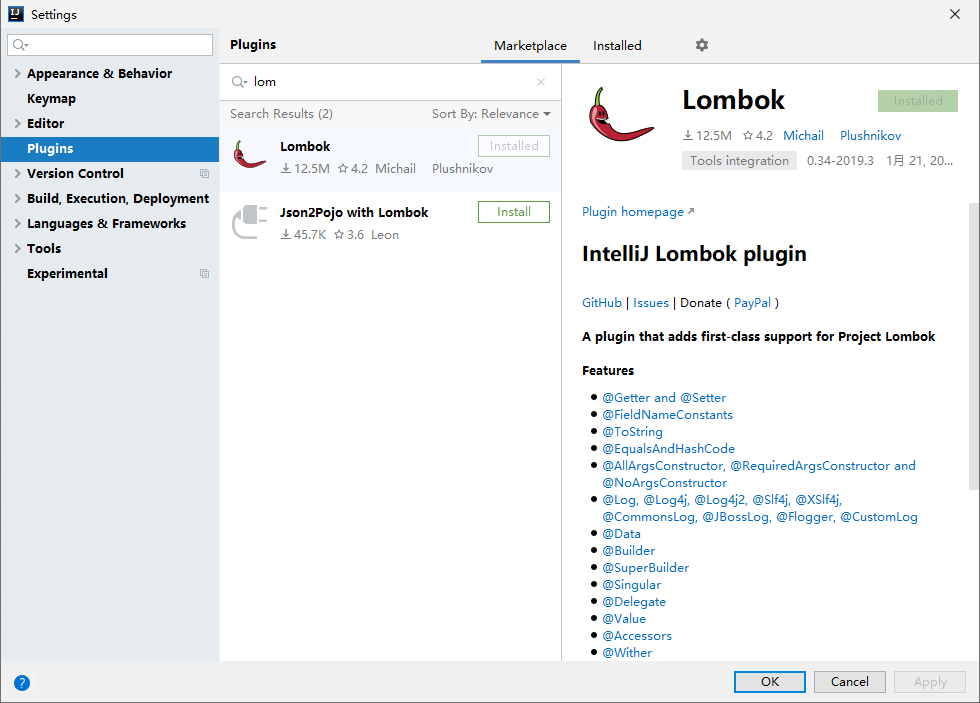 Settings
Appearance & Behavior
Keymap
Editor
Plugins
Version Control
Build, Execution, Deployment
Languages & Frameworks
Tools
Experimental
Plugins
Marketplace
Installed
lom
Search Results (2)
Sort By: Relevance
Lombok
Installed
12.5M 4.2 Michail Plushnikov
Json2Pojo with Lombok
Install
45.7K 3.6 Leon
Lombok
Installed
12.5M 4.2 Michail Plushnikov
Tools integration 0.34-2019.3 1月 21, 20...
Plugin homepage
IntelliJ Lombok plugin
GitHub | Issues | Donate ( PayPal )
A plugin that adds first-class support for Project Lombok
Features
@Getter and @Setter
@FieldNameConstants
@ToString
@EqualsAndHashCode
@AllArgsConstructor, @RequiredArgsConstructor and
@NoArgsConstructor
@Log, @Log4j, @Log4j2, @Slf4j, @XSlf4j,
@CommonsLog, @JBossLog, @Flogger, @CustomLog
@Data
@Builder
@SuperBuilder
@Singular
@Delegate
@Value
@Accessors
@Wither
?
OK
Cancel
Apply